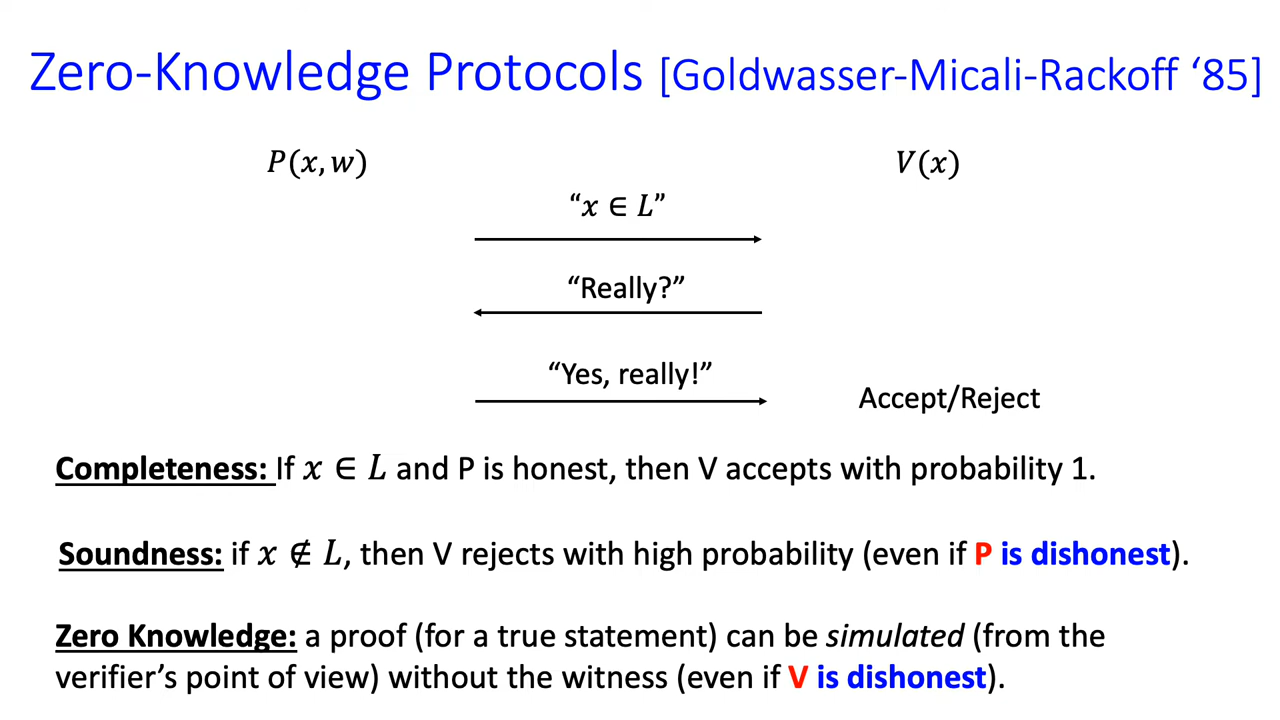 Zero-Knowledge Protocols [Goldwasser-Micali-Rackoff ‘85]
𝑃(𝑥, 𝑤)
𝑉(𝑥)
“𝑥 ∈ 𝐿”
“Really?”
“Yes, really!”
Accept/Reject
Completeness: If 𝑥 ∈ 𝐿 and P is honest, then V accepts with probability 1.
Soundness: if 𝑥 ∉ 𝐿, then V rejects with high probability (even if P is dishonest).
Zero Knowledge: a proof (for a true statement) can be simulated (from the
verifier’s point of view) without the witness (even if V is dishonest).